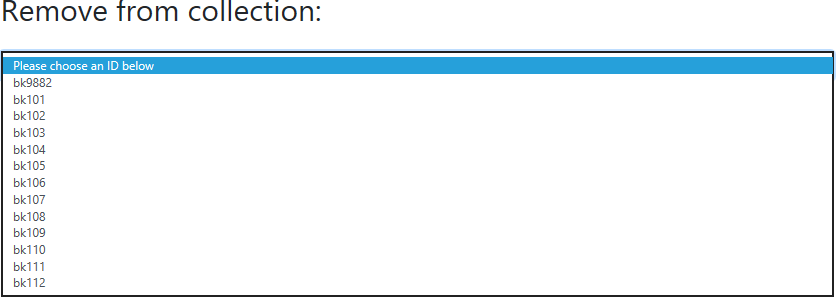 Remove from collection:
Please choose an ID below
bk9882
bk101
bk102
bk103
bk104
bk105
bk106
bk107
bk108
bk109
bk110
bk111
bk112